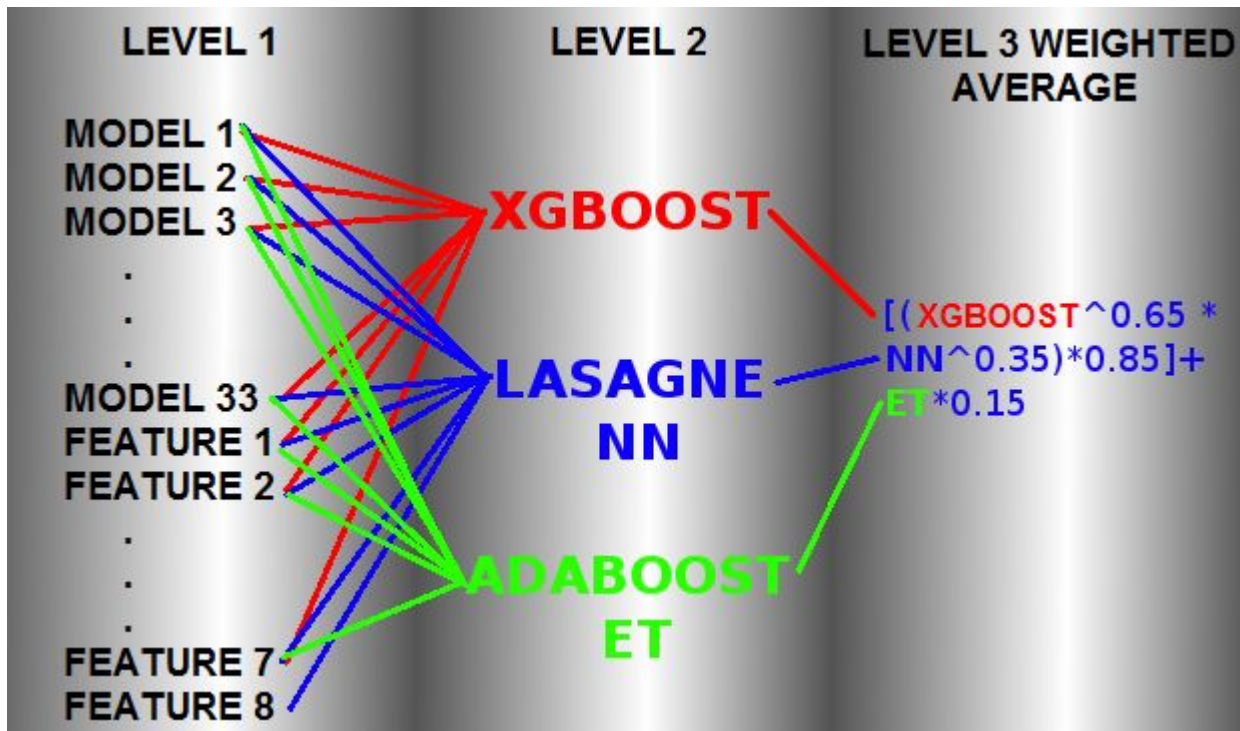 LEVEL 1
MODEL 1
MODEL 2
MODEL 3
.
.
.
MODEL 33
FEATURE 1
FEATURE 2
.
.
.
FEATURE 7
FEATURE 8
LEVEL 2
XGBOOST
LASAGNE
NN
ADABOOST
ET
LEVEL 3 WEIGHTED
AVERAGE
[(XGBOOST^0.65 *
NN^0.35)*0.85]+
ET*0.15